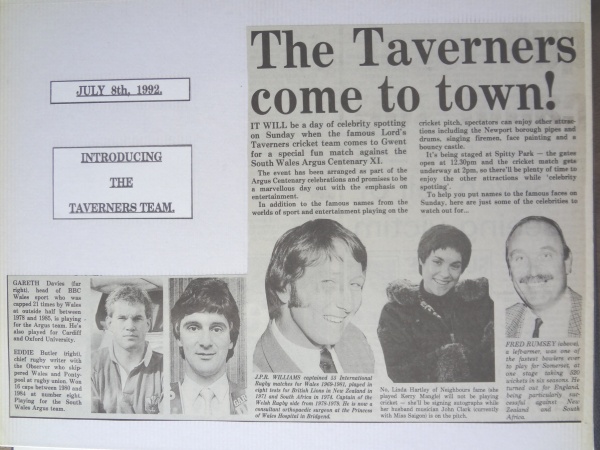 JULY 8th, 1992.
INTRODUCING
THE
TAVERNERS TEAM.
The Taverners
come to town!
IT WILL be a day of celebrity spotting
on Sunday when the famous Lord's
Taverners cricket team comes to Gwent
for a special fun match against the
South Wales Argus Centenary XI.
The event has been arranged as part of the
Argus Centenary celebrations and promises to be
a marvellous day out with the emphasis on
entertainment.
In addition to the famous names from the
worlds of sport and entertainment playing on the
cricket pitch, spectators can enjoy other attrac-
tions including the Newport borough pipes and
drums, singing firemen, face painting and a
bouncy castle.
It's being staged at Spitty Park — the gates
open at 12.30pm and the cricket match gets
underway at 2pm, so there'll be plenty of time to
enjoy the other attractions while 'celebrity
spotting'.
To help you put names to the famous faces on
Sunday, here are just some of the celebrities to
watch out for...
GARETH Davies (far
right), head of BBC
Wales sport who was
capped 21 times by Wales
at outside half between
1978 and 1985, is playing
for the Argus team. He's
also played for Cardiff
and Oxford University.
EDDIE Butler (right),
chief rugby writer with
the Observer who skip-
pered Wales and Ponty-
pool at rugby union. Won
16 caps between 1980 and
1984 at number eight.
Playing for the South
Wales Argus team.
J.P.R. WILLIAMS captained 55 International
Rugby matches for Wales 1969-1981, played in
eight tests for British Lions in New Zealand in
1971 and South Africa in 1974. Captain of the
Welsh Rugby side from 1978-1979. He is now a
consultant orthopaedic surgeon at the Princess
of Wales Hospital in Bridgend.
No, Linda Hartley of Neighbours fame (she
played Kerry Mangle) will not be playing
cricket — she'll be signing autographs while
her husband musician John Clark currently
with Miss Saigon is on the pitch.
FRED RUMSEY (above),
a leftarmer, was one of
the fastest bowlers ever
to play for Somerset, at
one stage taking
wickets in six seasons. He
turned out for England,
being particularly suc-
cessful against New
Zealand and South
Africa.